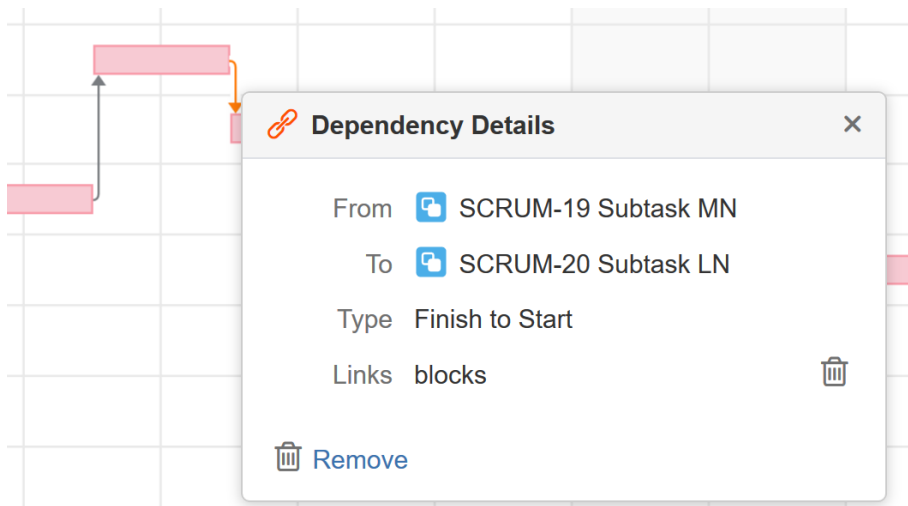 Dependency Details
From SCRUM-19 Subtask MN
To SCRUM-20 Subtask LN
Type Finish to Start
Links blocks
Remove